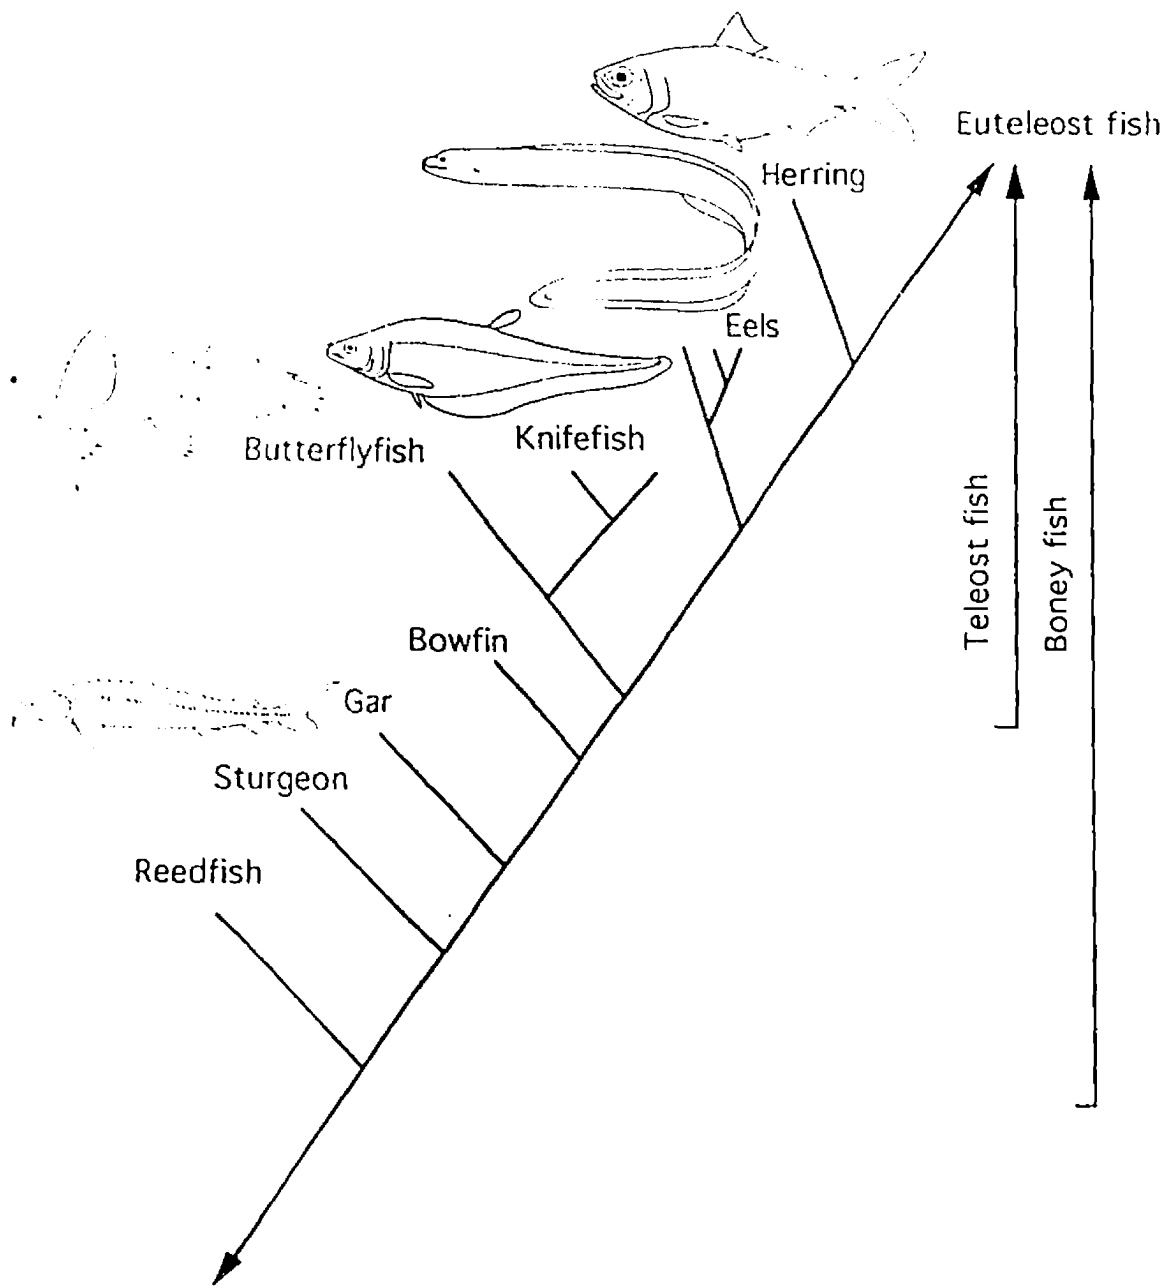 Euteleost fish
Herring
Eels
Knifefish
Butterflyfish
Bowfin
Gar
Sturgeon
Reedfish
Teleost fish
Boney fish